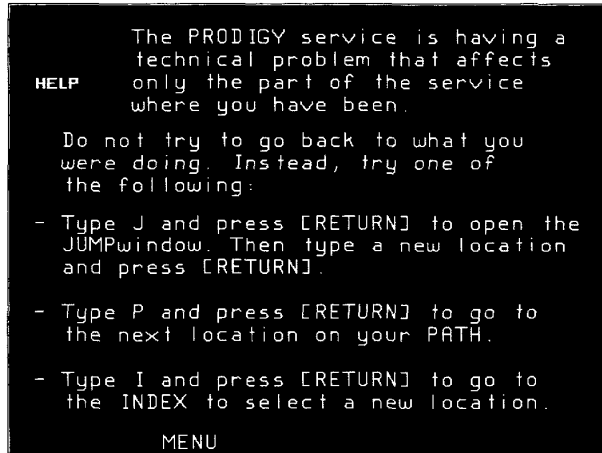 The PRODIGY service is having a
technical problem that affects
HELP only the part of the service
where you have been.
Do not try to go back to what you
were doing. Instead, try one of
the following:
- Type J and press [RETURN] to open the
JUMPwindow. Then type a new location
and press [RETURN].
- Type P and press [RETURN] to go to
the next location on your PATH.
- Type I and press [RETURN] to go to
the INDEX to select a new location.
MENU